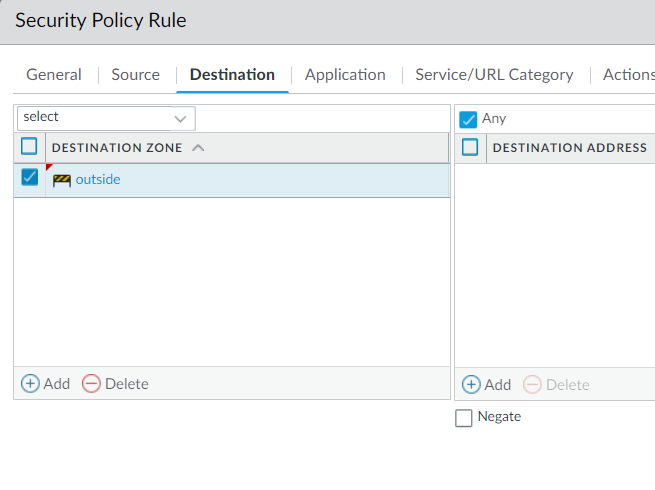 Security Policy Rule
General Source Destination Application Service/URL Category Actions
select
Any
DESTINATION ZONE
DESTINATION ADDRESS
outside
Add Delete
Add Delete
Negate